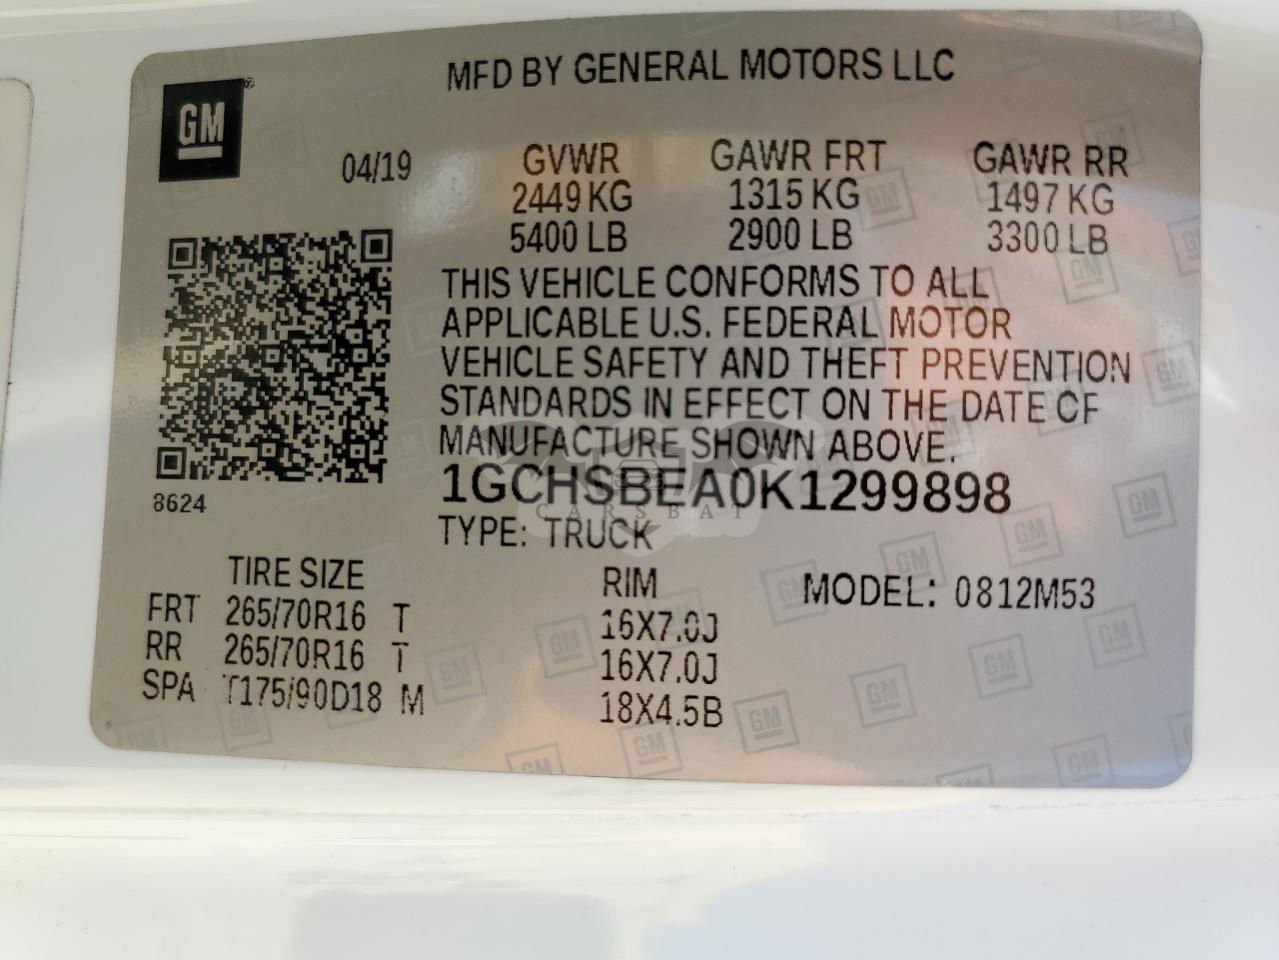 MFD BY GENERAL MOTORS LLC
GM
04/19
GVWR GAWR FRT GAWR RR
2449 KG 1315 KG 1497 KG
5400 LB 2900 LB 3300 LB
THIS VEHICLE CONFORMS TO ALL
APPLICABLE U.S. FEDERAL MOTOR
VEHICLE SAFETY AND THEFT PREVENTION
STANDARDS IN EFFECT ON THE DATE OF
MANUFACTURE SHOWN ABOVE.
1GCHSBEA0K1299898
CARSBAT
8624
TYPE: TRUCK
TIRE SIZE RIM MODEL: 0812M53
FRT 265/70R16 T 16X7.0J
RR 265/70R16 T 16X7.0J
SPA T175/90D18 M 18X4.5B